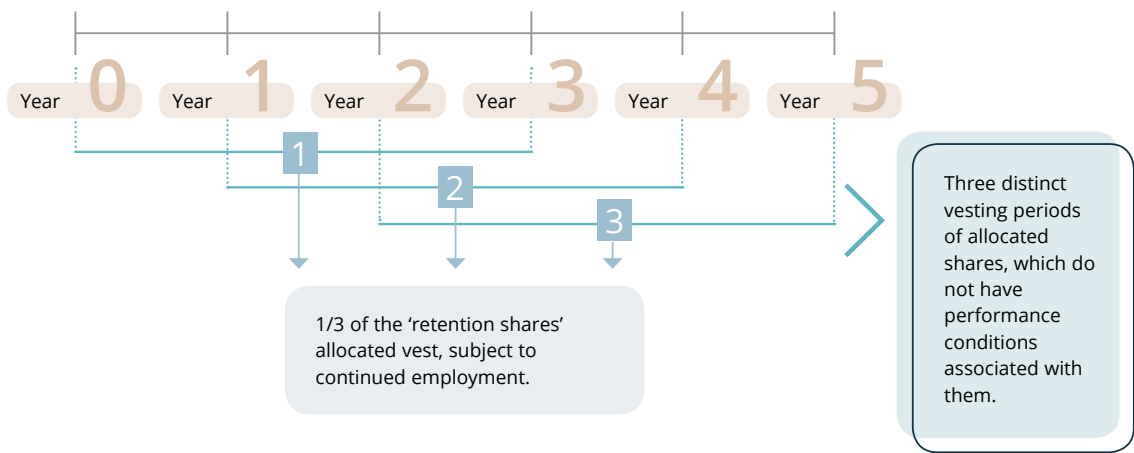 Year 0 Year 1 Year 2 Year 3 Year 4 Year 5
1
2
3
1/3 of the ‘retention shares’
allocated vest, subject to
continued employment.
Three distinct
vesting periods
of allocated
shares, which do
not have
performance
conditions
associated with
them.